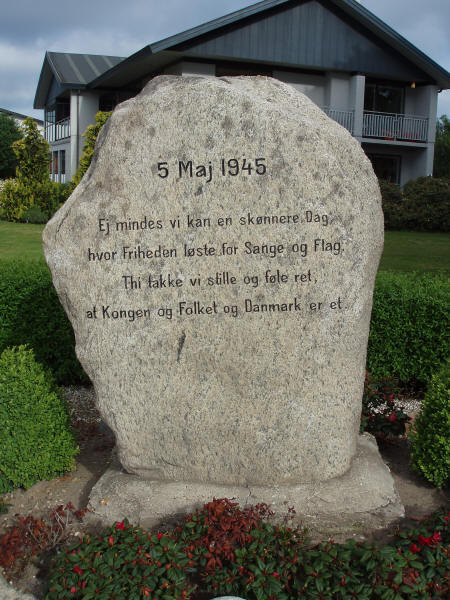 5 Maj 1945
Ej mindes vi kan en skønnere Dag
hvor Friheden løste for Sange og Flag.
Thi takke vi stille og føle ret,
at Kongen og Folket og Danmark er et.